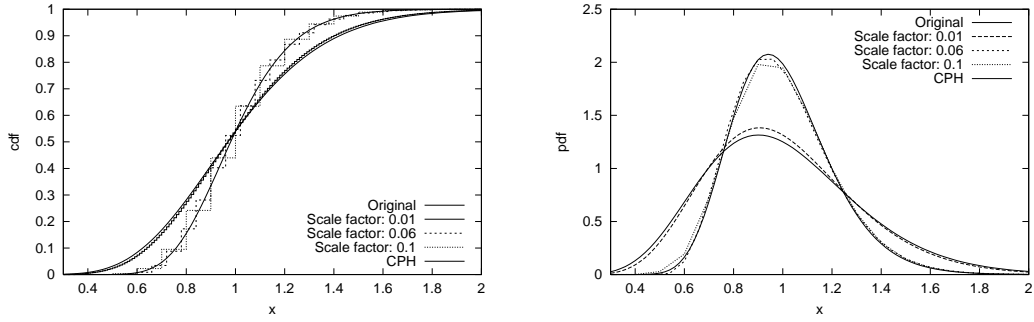 1
0.9
0.8
0.7
0.6
0.5
0.4
0.3
0.2
0.1
0
cdf
0.4 0.6 0.8 1 1.2 1.4 1.6 1.8 2
x
Original
Scale factor: 0.01
Scale factor: 0.06
Scale factor: 0.1
CPH
2.5
2
1.5
1
0.5
0
pdf
0.4 0.6 0.8 1 1.2 1.4 1.6 1.8 2
x
Original
Scale factor: 0.01
Scale factor: 0.06
Scale factor: 0.1
CPH